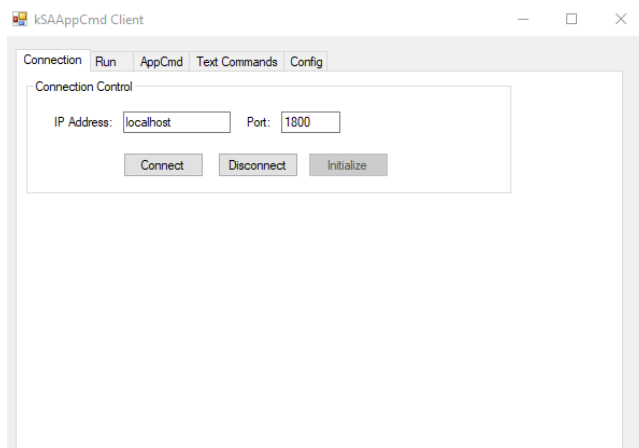 kSAAppCmd Client
Connection Run AppCmd Text Commands Config
Connection Control
IP Address: localhost Port: 1800
Connect Disconnect Initialize